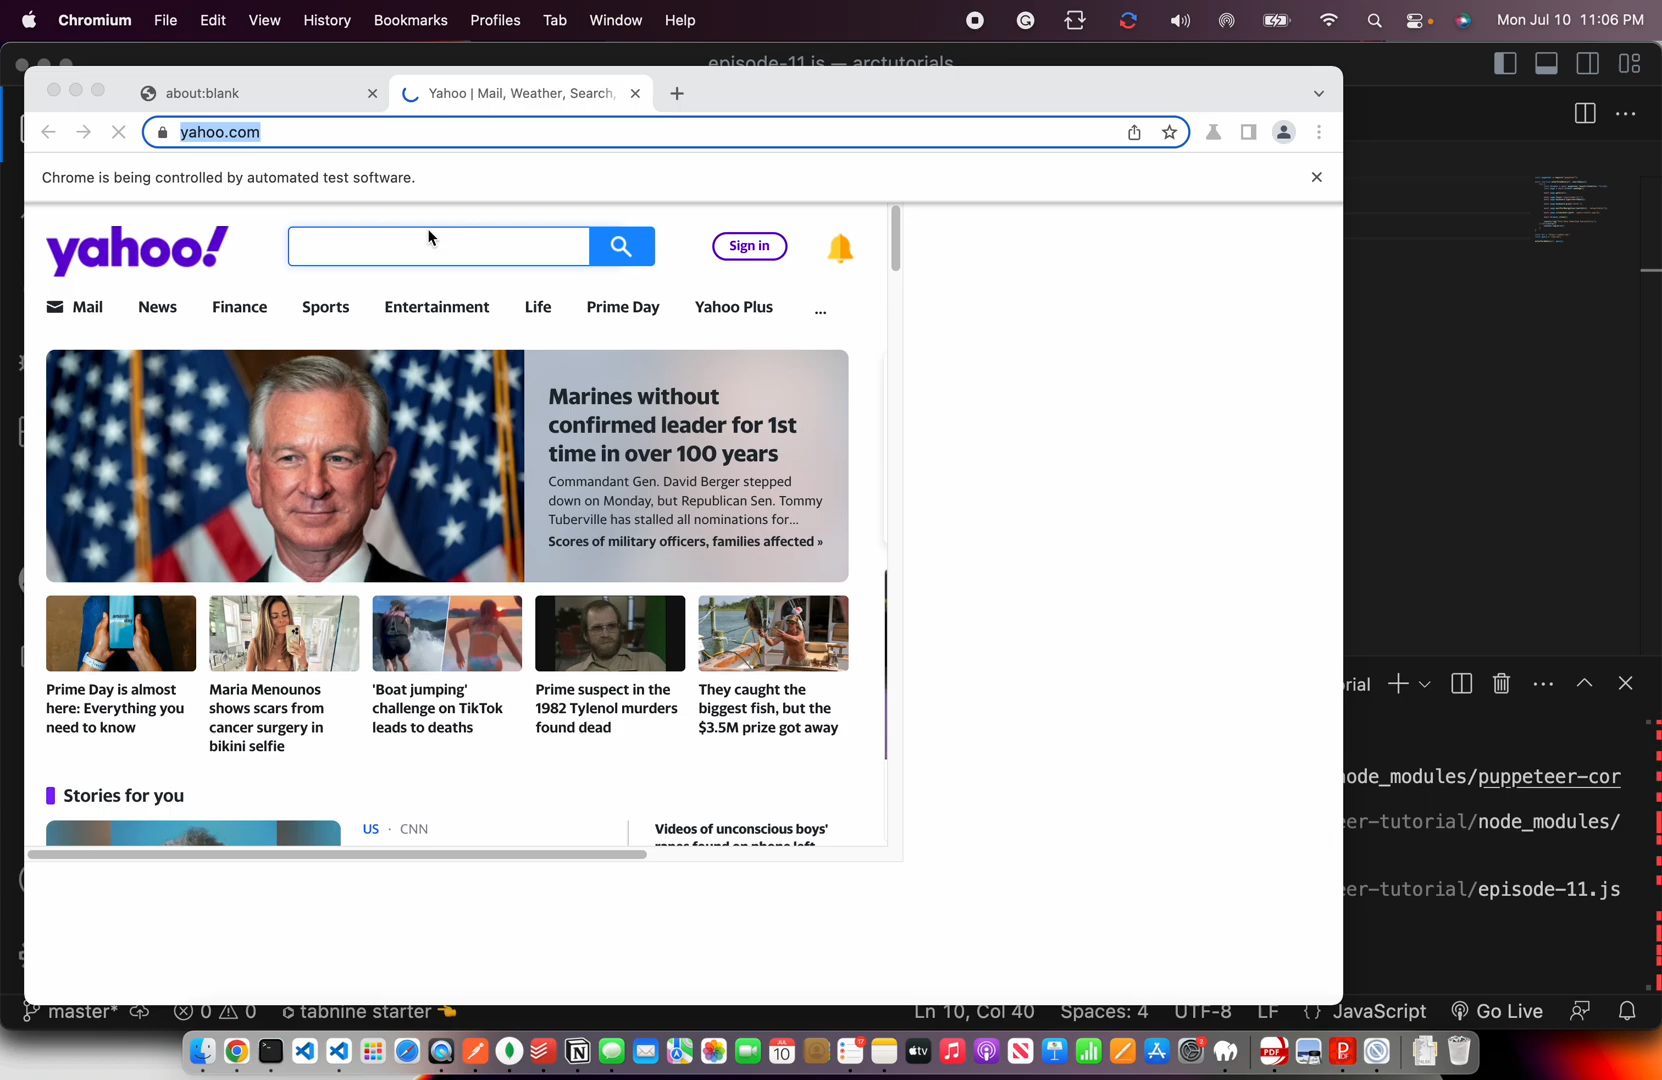 Chromium File Edit View History Bookmarks Profiles Tab Window Help Mon Jul 10 11:06 PM
episode-11.js — arctutorials
about:blank Yahoo | Mail, Weather, Search,
yahoo.com
Chrome is being controlled by automated test software.
yahoo!
Sign in
Mail News Finance Sports Entertainment Life Prime Day Yahoo Plus ...
Marines without
confirmed leader for 1st
time in over 100 years
Commandant Gen. David Berger stepped
down on Monday, but Republican Sen. Tommy
Tuberville has stalled all nominations for...
Scores of military officers, families affected »
Prime Day is almost
here: Everything you
need to know
Maria Menounos
shows scars from
cancer surgery in
bikini selfie
'Boat jumping'
challenge on TikTok
leads to deaths
Prime suspect in the
1982 Tylenol murders
found dead
They caught the
biggest fish, but the
$3.5M prize got away
Stories for you
US · CNN
Videos of unconscious boys'
rial
node_modules/puppeteer-cor
er-tutorial/node_modules/
er-tutorial/episode-11.js
master* 0 0 tabnine starter Ln 10, Col 40 Spaces: 4 UTF-8 LF {} JavaScript Go Live
JUL
10
17
tv
2
PDF